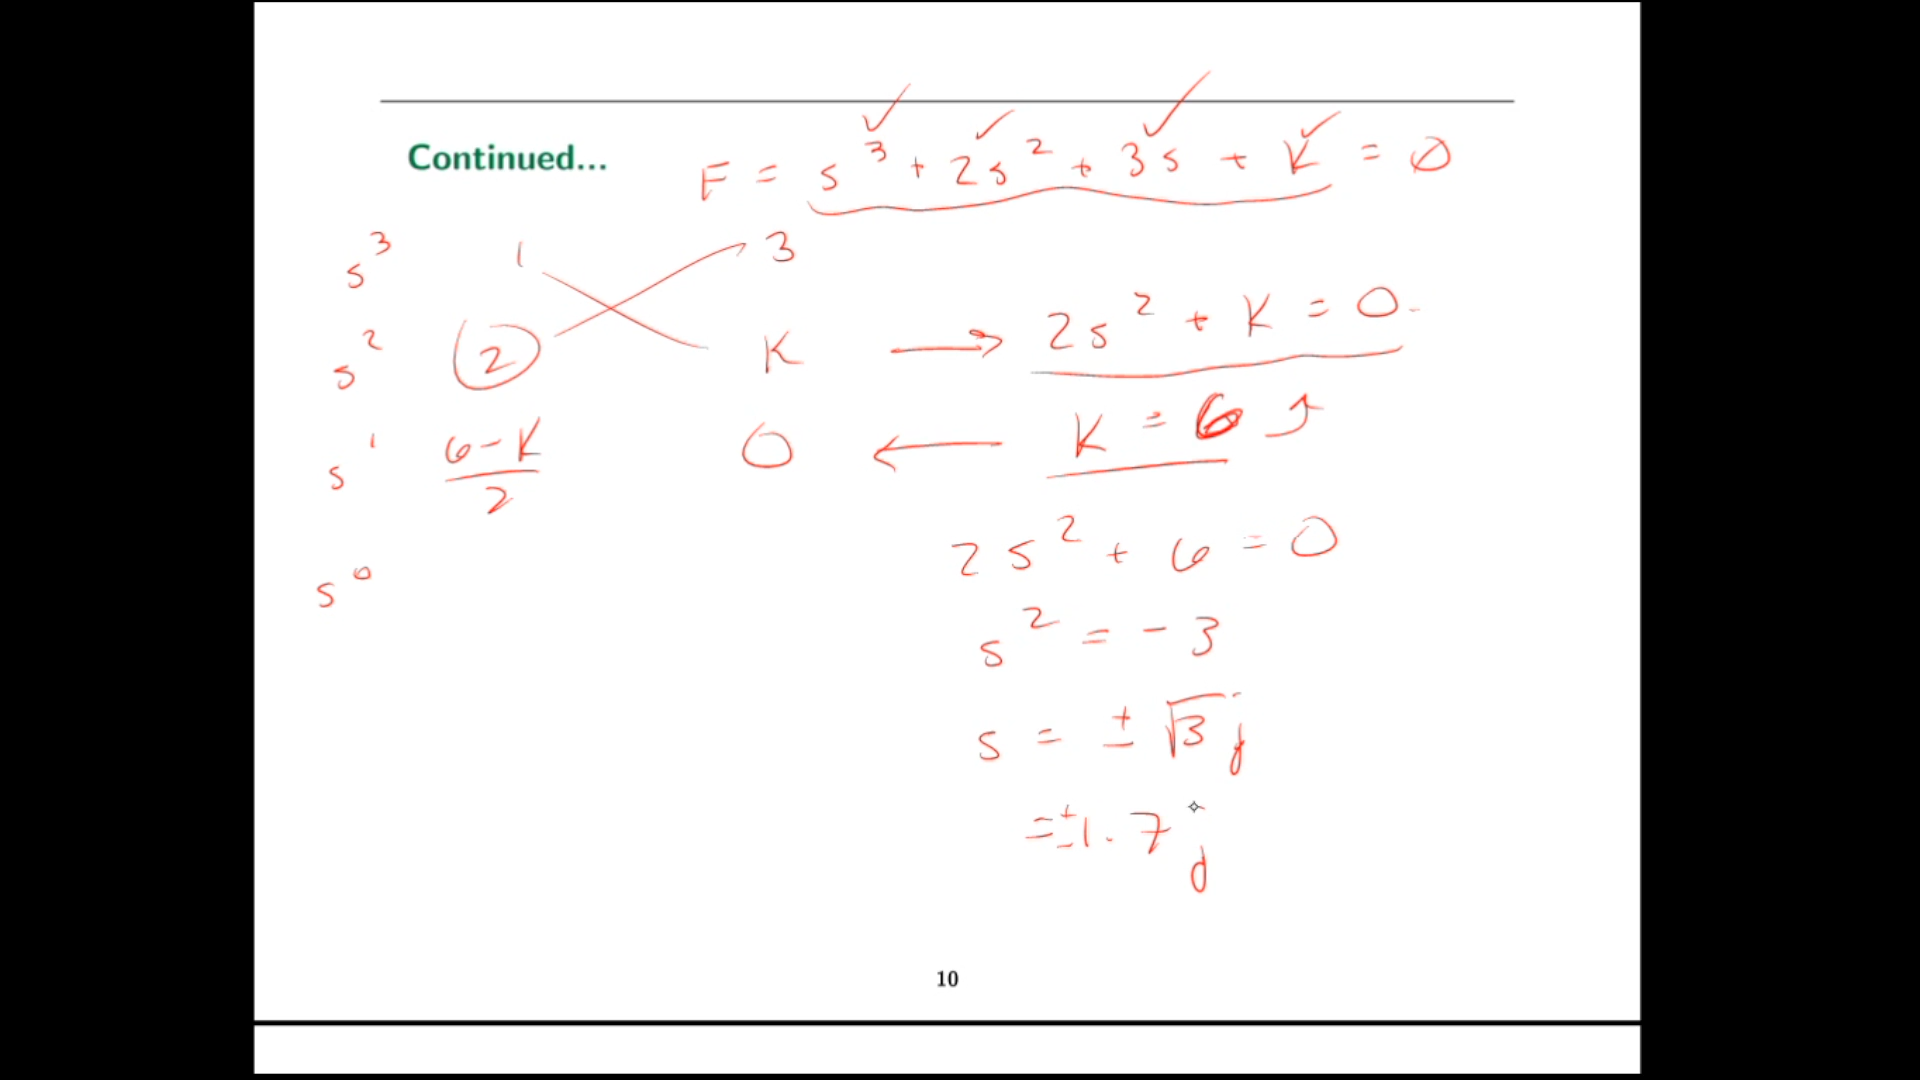 Continued...
F = s³ + 2s² + 3s + K = 0
s³ 1 3
s² 2 K → 2s² + K = 0
s¹ (6-K)/2 0 ← K = 6
s⁰
2s² + 6 = 0
s² = -3
s = ± √3 j
= ±1.7 j
10